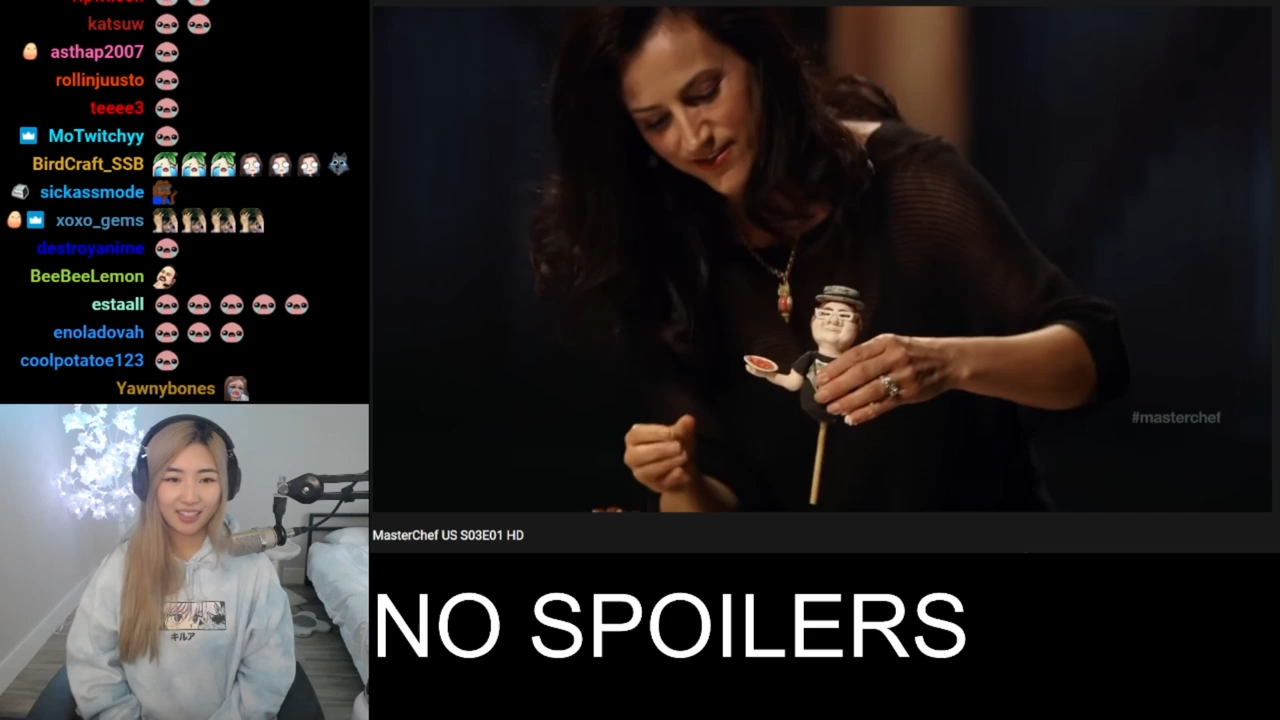 katsuw
asthap2007
rollinjuusto
teeee3
MoTwitchyy
BirdCraft_SSB
sickassmode
xoxo_gems
destroyanime
BeeBeeLemon
estaall
enoladovah
coolpotatoe123
Yawnybones
#masterchef
MasterChef US S03E01 HD
NO SPOILERS
キルア